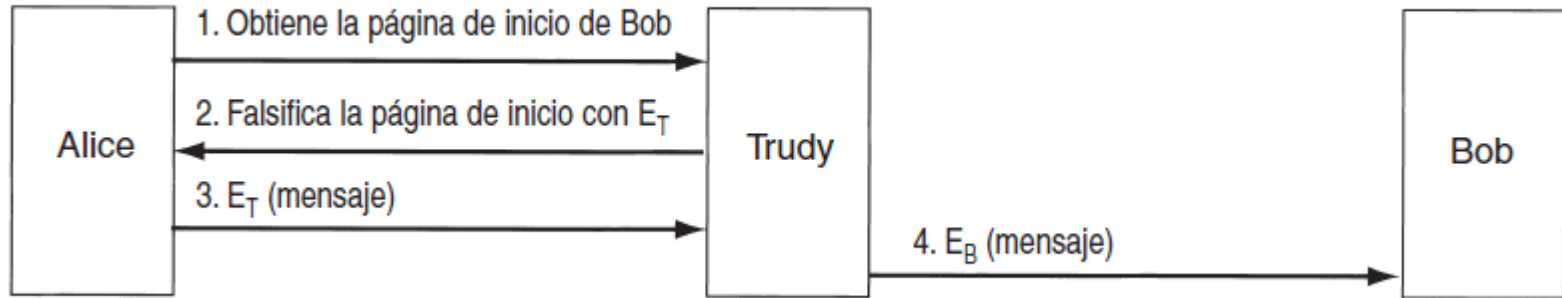 1. Obtiene la página de inicio de Bob
2. Falsifica la página de inicio con E_T
Alice
Trudy
Bob
3. E_T (mensaje)
4. E_B (mensaje)